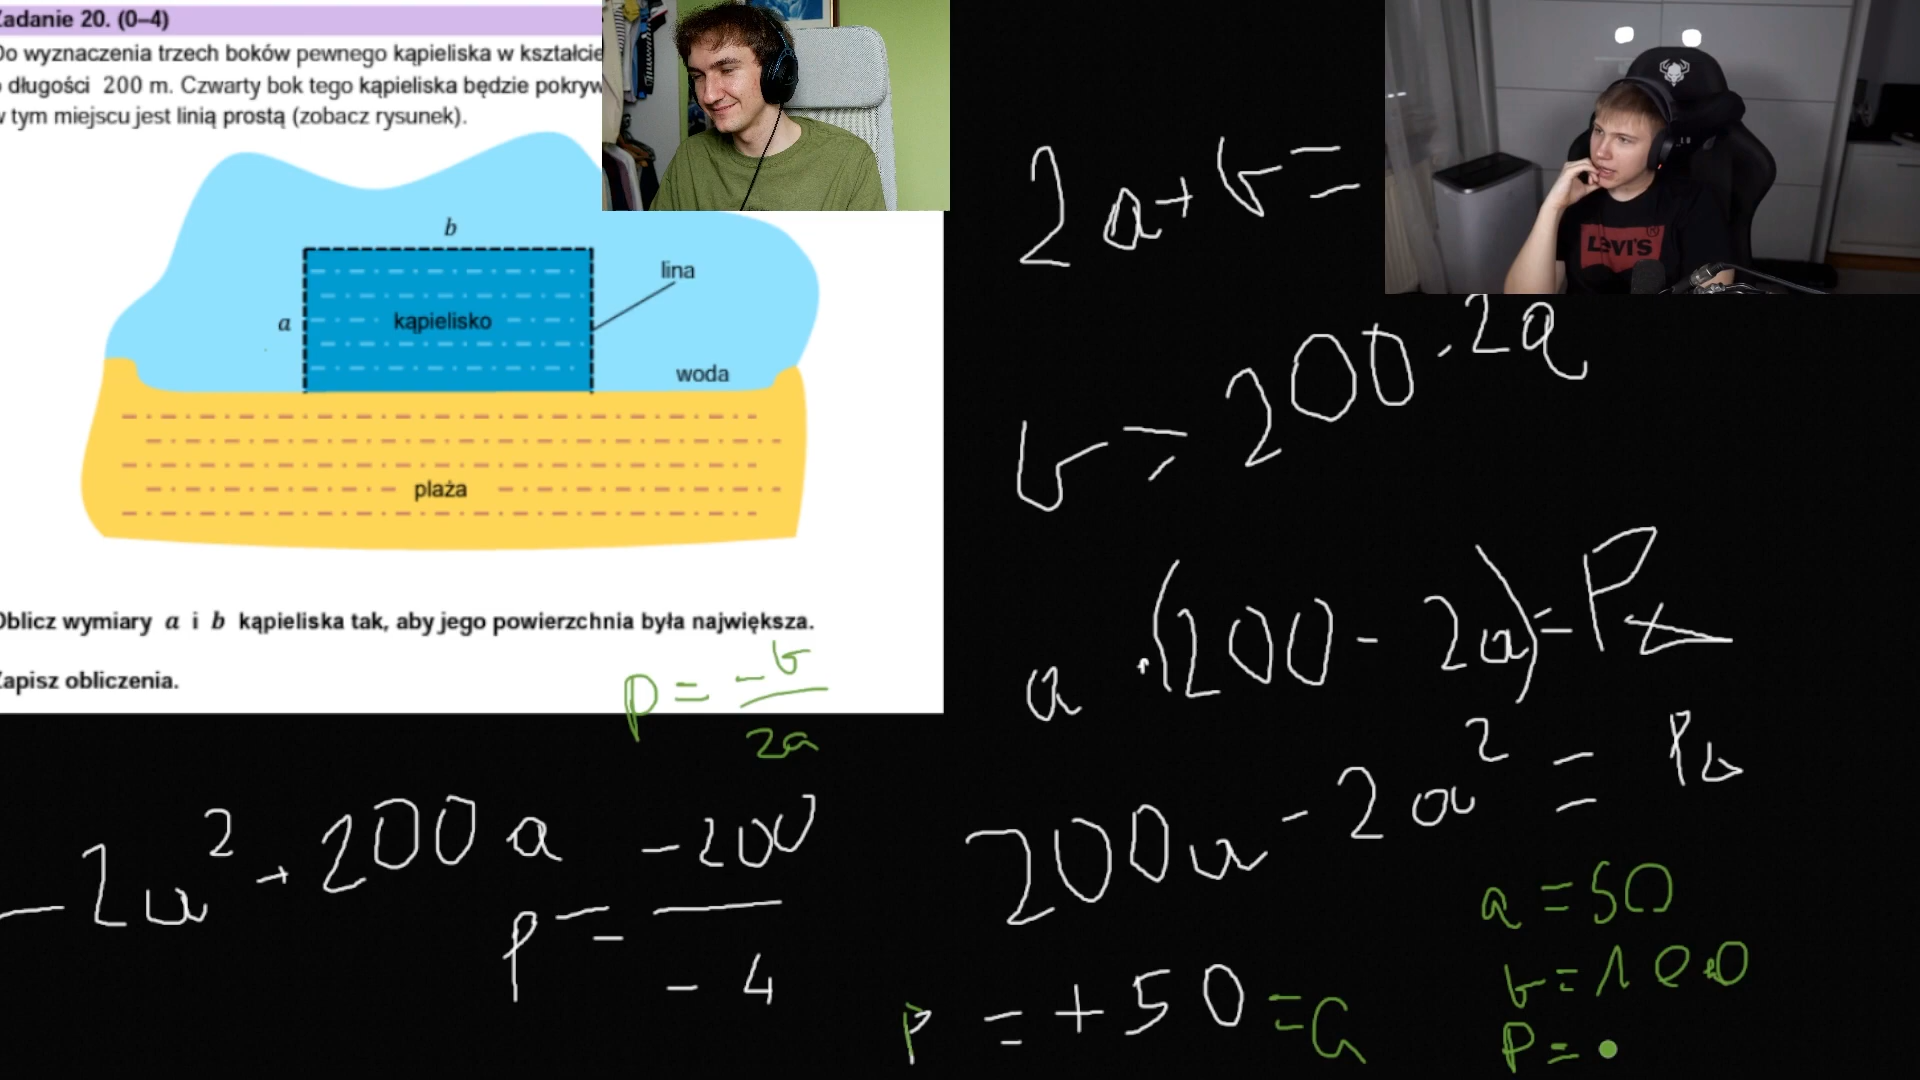 Zadanie 20. (0–4)
Do wyznaczenia trzech boków pewnego kąpieliska w kształcie
o długości 200 m. Czwarty bok tego kąpieliska będzie pokryw
w tym miejscu jest linią prostą (zobacz rysunek).
b
lina
a
kąpielisko
woda
plaża
Oblicz wymiary a i b kąpieliska tak, aby jego powierzchnia była największa.
Zapisz obliczenia.
p = -b
2a
-2a² + 200a
p = -200
-4
2a + b =
b = 200 - 2a
a · (200 - 2a) = P
200a - 2a² = P
p = +50 = a
a = 50
b = 100
P =
LEVI'S®